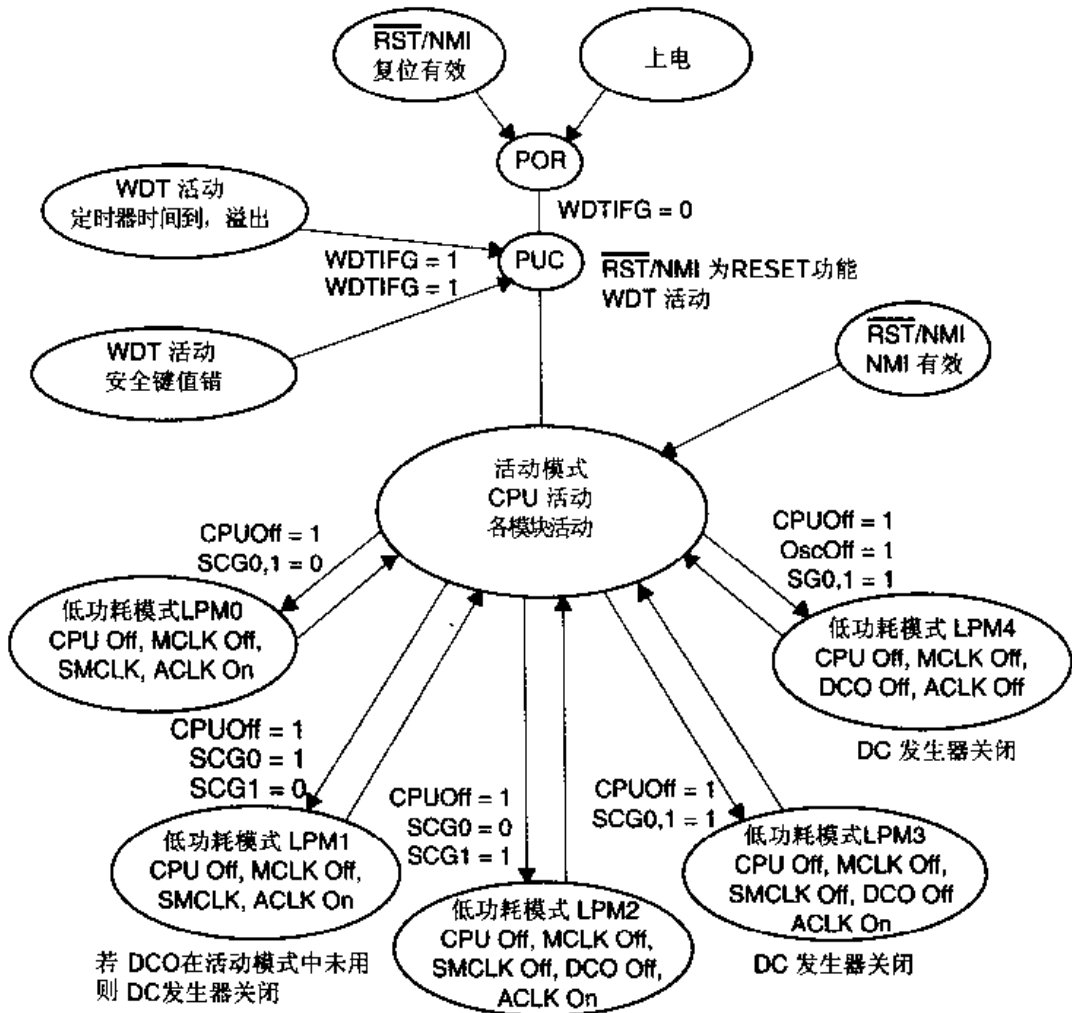 RST/NMI
复位有效
上电
POR
WDTIFG = 0
WDT 活动
定时器时间到，溢出
WDTIFG = 1
WDTIFG = 1
PUC
RST/NMI 为RESET功能
WDT 活动
WDT 活动
安全键值错
RST/NMI
NMI 有效
活动模式
CPU 活动
各模块活动
CPUOff = 1
SCG0,1 = 0
CPUOff = 1
OscOff = 1
SG0,1 = 1
低功耗模式LPM0
CPU Off, MCLK Off,
SMCLK, ACLK On
低功耗模式 LPM4
CPU Off, MCLK Off,
DCO Off, ACLK Off
DC 发生器关闭
CPUOff = 1
SCG0 = 1
SCG1 = 0
CPUOff = 1
SCG0 = 0
SCG1 = 1
CPUOff = 1
SCG0,1 = 1
低功耗模式 LPM1
CPU Off, MCLK Off,
SMCLK, ACLK On
若 DCO在活动模式中未用
则 DC发生器关闭
低功耗模式 LPM2
CPU Off, MCLK Off,
SMCLK Off, DCO Off,
ACLK On
低功耗模式LPM3
CPU Off, MCLK Off,
SMCLK Off, DCO Off
ACLK On
DC 发生器关闭